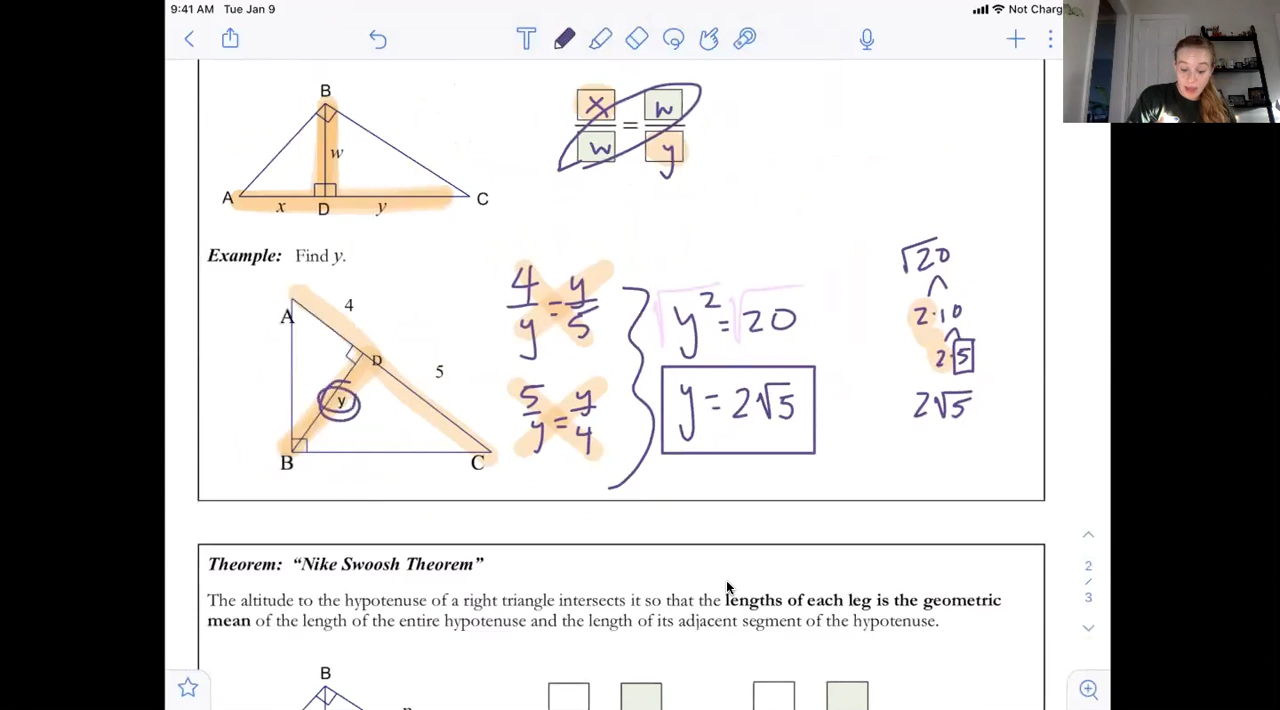 9:41 AM Tue Jan 9
Not Charg
T
B
x
w
w
y
w
A
x
D
y
C
Example: Find y.
A
4
D
5
y
B
C
4/y = y/5
5/y = y/4
√y² = √20
y = 2√5
√20
2·10
2·5
2√5
Theorem: “Nike Swoosh Theorem”
The altitude to the hypotenuse of a right triangle intersects it so that the lengths of each leg is the geometric
mean of the length of the entire hypotenuse and the length of its adjacent segment of the hypotenuse.
B
2
/
3